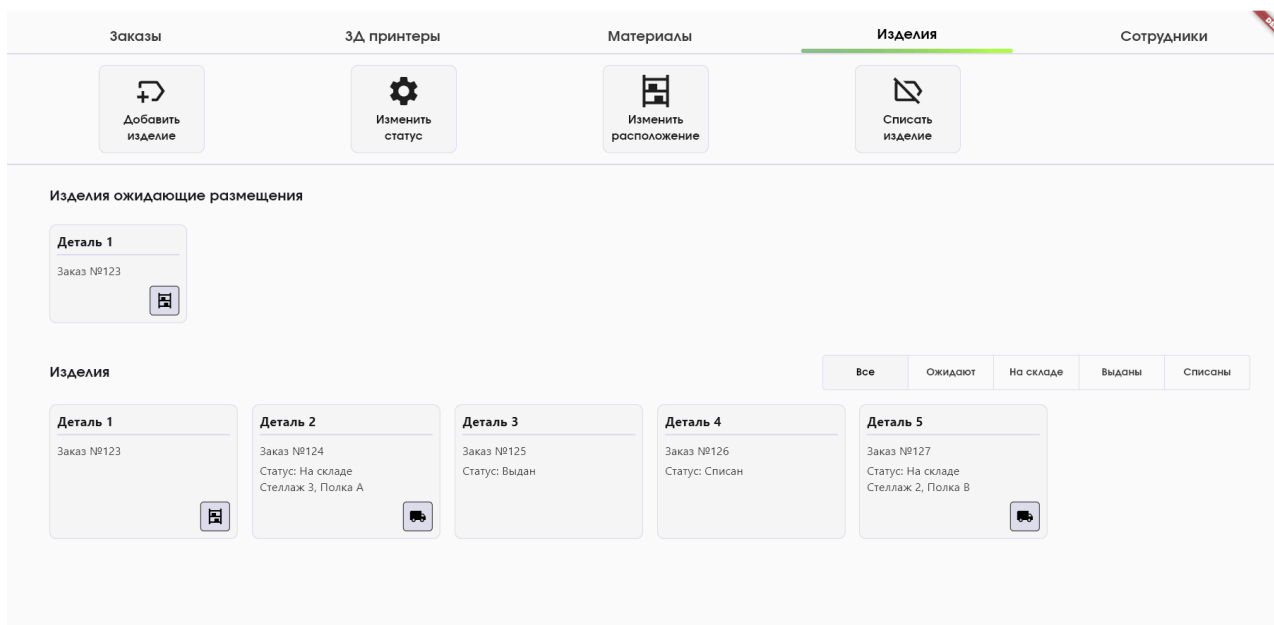 Заказы
3Д принтеры
Материалы
Изделия
Сотрудники
Добавить
изделие
Изменить
статус
Изменить
расположение
Списать
изделие
Изделия ожидающие размещения
Деталь 1
Заказ №123
Изделия
Все
Ожидают
На складе
Выданы
Списаны
Деталь 1
Заказ №123
Деталь 2
Заказ №124
Статус: На складе
Стеллаж 3, Полка A
Деталь 3
Заказ №125
Статус: Выдан
Деталь 4
Заказ №126
Статус: Списан
Деталь 5
Заказ №127
Статус: На складе
Стеллаж 2, Полка B